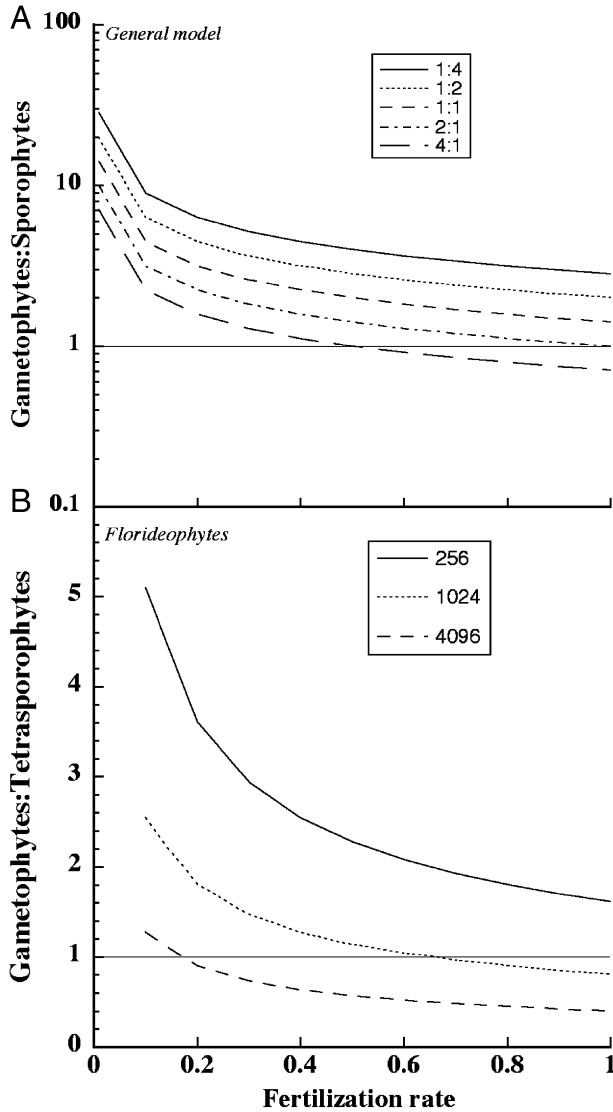 A
General model
Gametophytes:Sporophytes
100
10
1
0.1
1:4
1:2
1:1
2:1
4:1
B
Florideophytes
Gametophytes:Tetrasporophytes
5
4
3
2
1
0
256
1024
4096
0 0.2 0.4 0.6 0.8 1
Fertilization rate